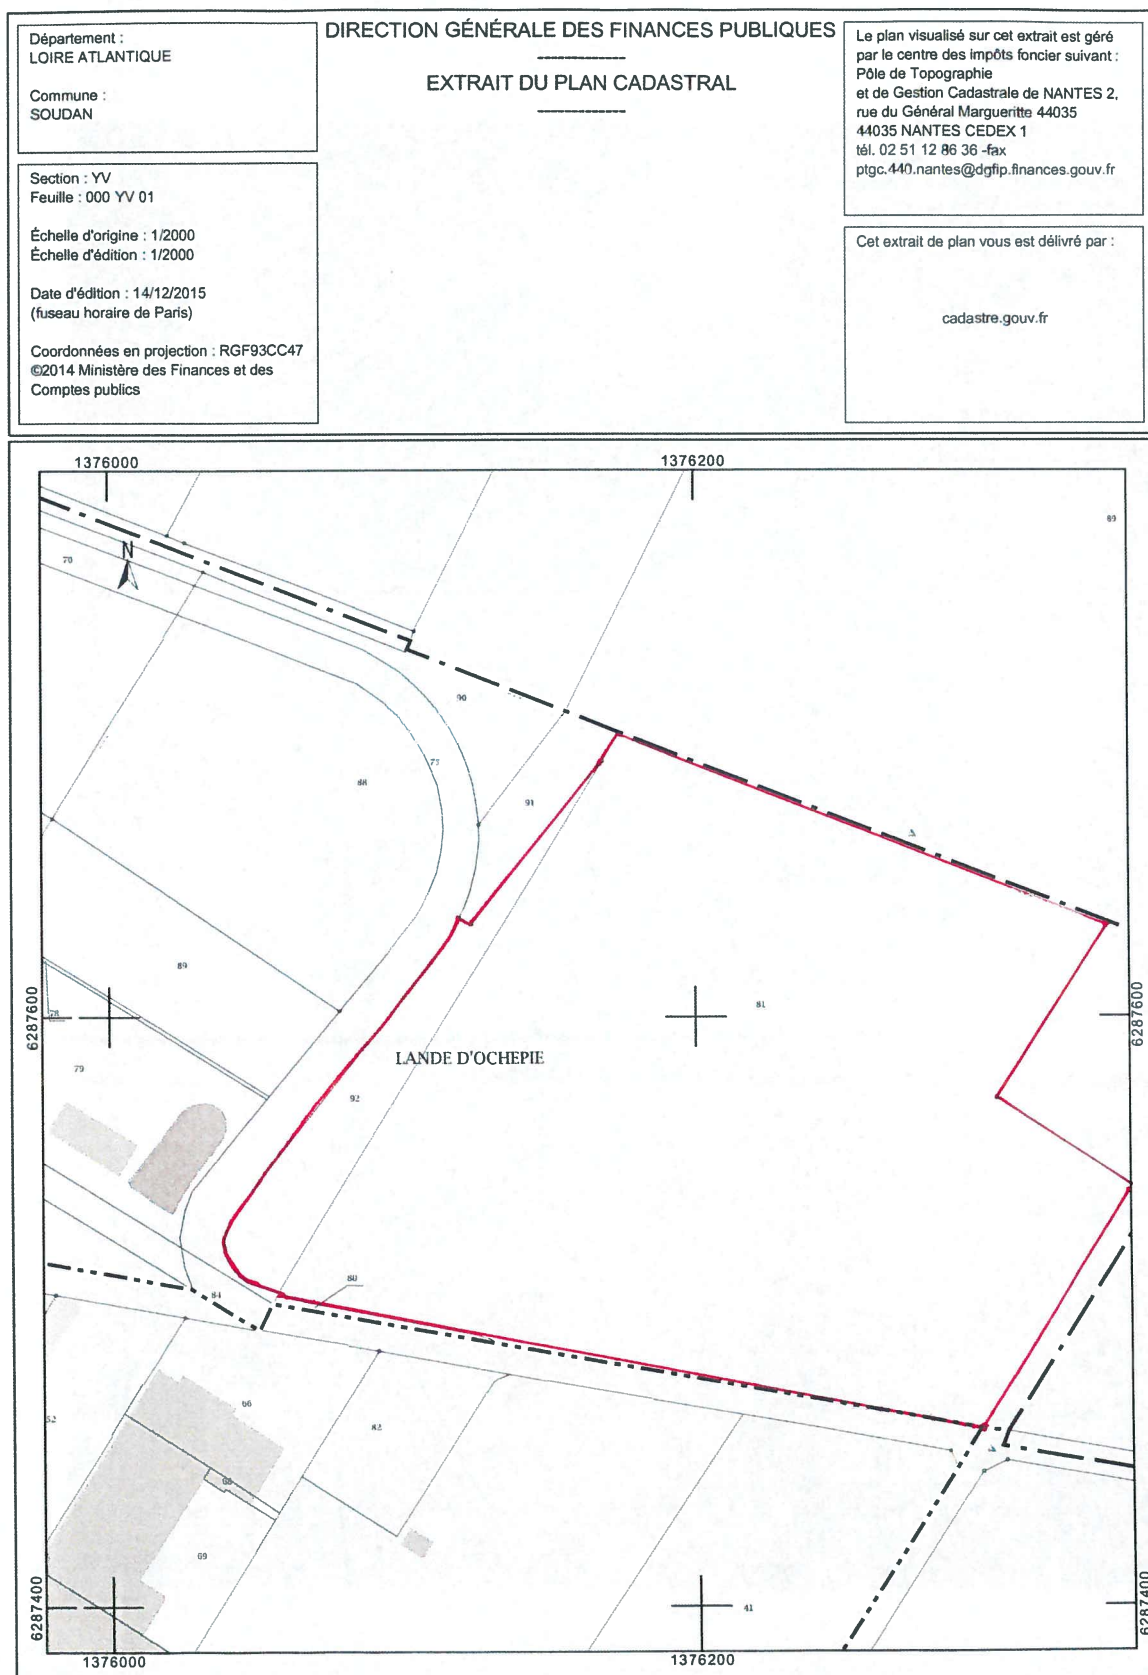 Département :
LOIRE ATLANTIQUE
Commune :
SOUDAN
Section : YV
Feuille : 000 YV 01
Échelle d'origine : 1/2000
Échelle d'édition : 1/2000
Date d'édition : 14/12/2015
(fuseau horaire de Paris)
Coordonnées en projection : RGF93CC47
©2014 Ministère des Finances et des
Comptes publics
DIRECTION GÉNÉRALE DES FINANCES PUBLIQUES
EXTRAIT DU PLAN CADASTRAL
Le plan visualisé sur cet extrait est géré
par le centre des impôts foncier suivant :
Pôle de Topographie
et de Gestion Cadastrale de NANTES 2,
rue du Général Margueritte 44035
44035 NANTES CEDEX 1
tél. 02 51 12 86 36 -fax
ptgc.440.nantes@dgfip.finances.gouv.fr
Cet extrait de plan vous est délivré par :
cadastre.gouv.fr
1376000
1376200
89
N
70
90
77
88
91
89
81
6287600
6287600
78
LANDE D'OCHEPIE
79
92
80
84
52
66
82
68
69
41
6287400
6287400
1376000
1376200